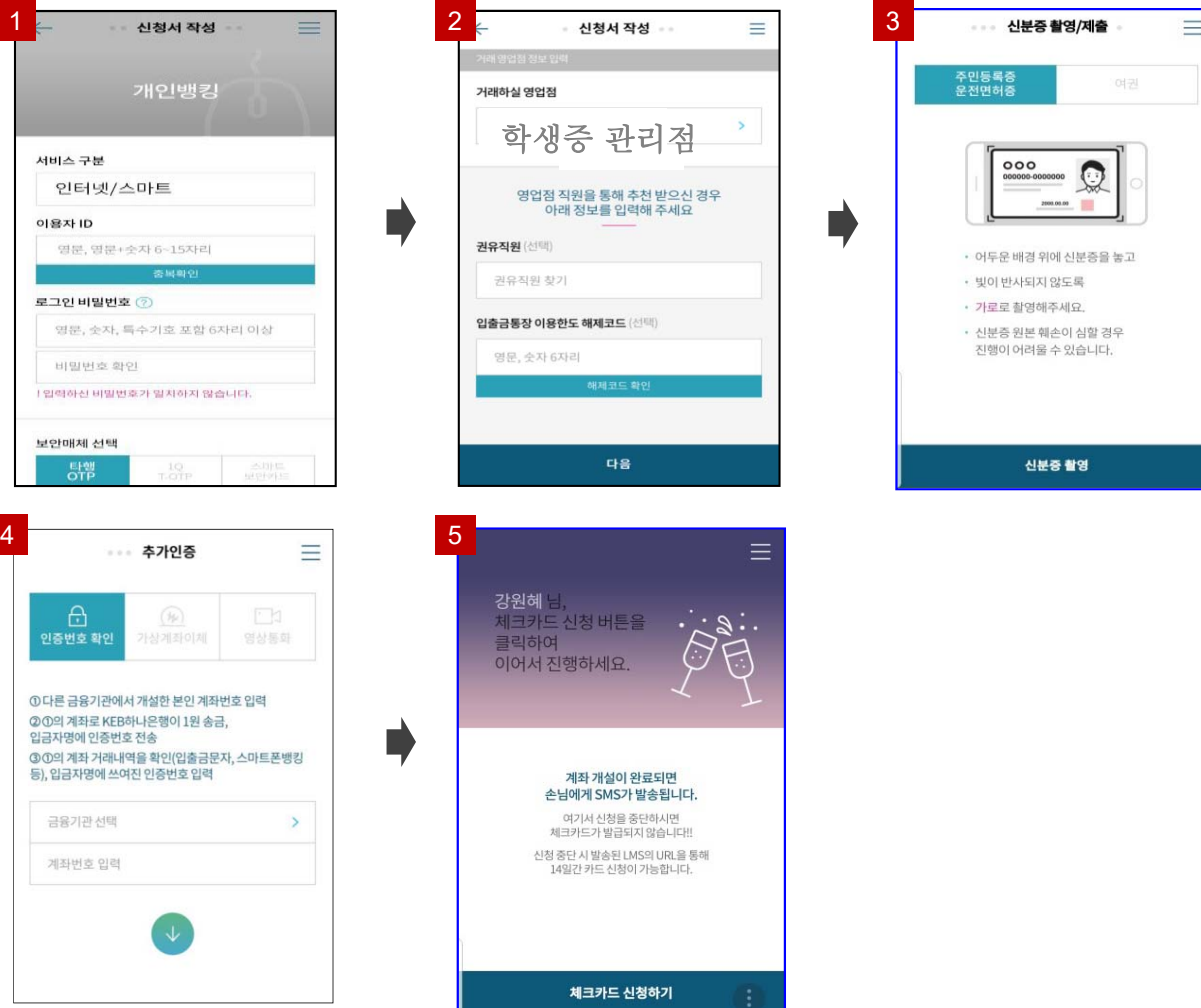 1
신청서 작성
개인뱅킹
서비스 구분
인터넷/스마트
이용자 ID
영문, 영문+숫자 6~15자리
중복확인
로그인 비밀번호 ?
영문, 숫자, 특수기호 포함 6자리 이상
비밀번호 확인
! 입력하신 비밀번호가 일치하지 않습니다.
보안매체 선택
타행
OTP
1Q
T-OTP
스마트
보안카드
2
신청서 작성
거래영업점 정보 입력
거래하실 영업점
학생증 관리점
영업점 직원을 통해 추천 받으신 경우
아래 정보를 입력해 주세요
권유직원 (선택)
권유직원 찾기
입출금통장 이용한도 해제코드 (선택)
영문, 숫자 6자리
해제코드 확인
다음
3
신분증 촬영/제출
주민등록증
운전면허증
여권
OOO
000000-0000000
2000.00.00
• 어두운 배경 위에 신분증을 놓고
• 빛이 반사되지 않도록
• 가로로 촬영해주세요.
• 신분증 원본 훼손이 심할 경우
진행이 어려울 수 있습니다.
신분증 촬영
4
추가인증
인증번호 확인
가상계좌이체
영상통화
①다른 금융기관에서 개설한 본인 계좌번호 입력
②①의 계좌로 KEB하나은행이 1원 송금,
입금자명에 인증번호 전송
③①의 계좌 거래내역을 확인(입출금문자, 스마트폰뱅킹
등), 입금자명에 쓰여진 인증번호 입력
금융기관 선택
계좌번호 입력
5
강원혜 님,
체크카드 신청 버튼을
클릭하여
이어서 진행하세요.
계좌 개설이 완료되면
손님에게 SMS가 발송됩니다.
여기서 신청을 중단하시면
체크카드가 발급되지 않습니다!!
신청 중단 시 발송된 LMS의 URL을 통해
14일간 카드 신청이 가능합니다.
체크카드 신청하기